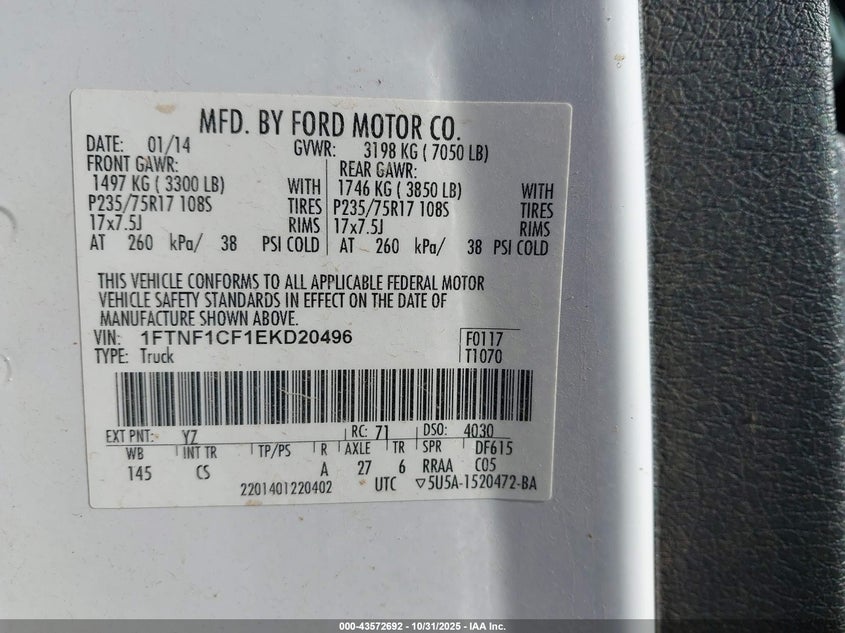 MFD. BY FORD MOTOR CO.
DATE: 01/14 GVWR: 3198 KG ( 7050 LB)
FRONT GAWR: REAR GAWR:
1497 KG ( 3300 LB) WITH 1746 KG ( 3850 LB) WITH
P235/75R17 108S TIRES P235/75R17 108S TIRES
17x7.5J RIMS 17x7.5J RIMS
AT 260 kPa/ 38 PSI COLD AT 260 kPa/ 38 PSI COLD
THIS VEHICLE CONFORMS TO ALL APPLICABLE FEDERAL MOTOR
VEHICLE SAFETY STANDARDS IN EFFECT ON THE DATE OF
MANUFACTURE SHOWN ABOVE.
VIN: 1FTNF1CF1EKD20496 F0117
TYPE: Truck T1070
EXT PNT: YZ RC: 71 DSO: 4030
WB INT TR TP/PS R AXLE TR SPR DF615
145 CS A 27 6 RRAA C05
2201401220402 UTC ▽5U5A-1520472-BA
000-43572692 - 10/31/2025 - IAA Inc.